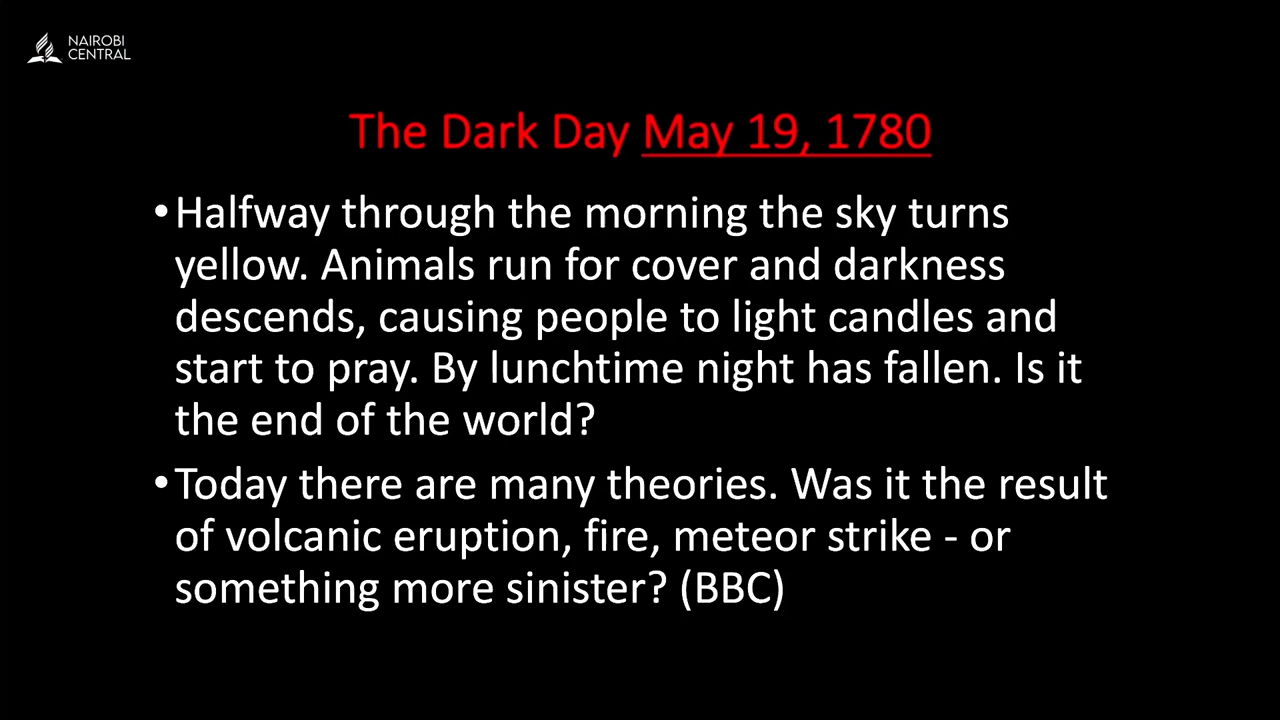 NAIROBI
CENTRAL
The Dark Day May 19, 1780
•Halfway through the morning the sky turns
yellow. Animals run for cover and darkness
descends, causing people to light candles and
start to pray. By lunchtime night has fallen. Is it
the end of the world?
•Today there are many theories. Was it the result
of volcanic eruption, fire, meteor strike - or
something more sinister? (BBC)